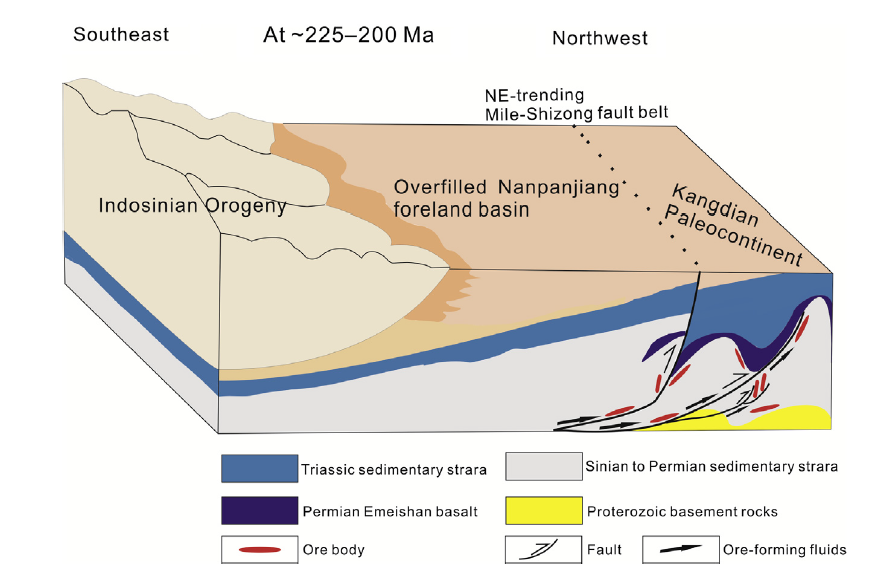 Southeast
At ~225–200 Ma
Northwest
NE-trending
Mile-Shizong fault belt
Kangdian
Paleocontinent
Overfilled Nanpanjiang
foreland basin
Indosinian Orogeny
Triassic sedimentary strara
Sinian to Permian sedimentary strara
Permian Emeishan basalt
Proterozoic basement rocks
Ore body
Fault
Ore-forming fluids